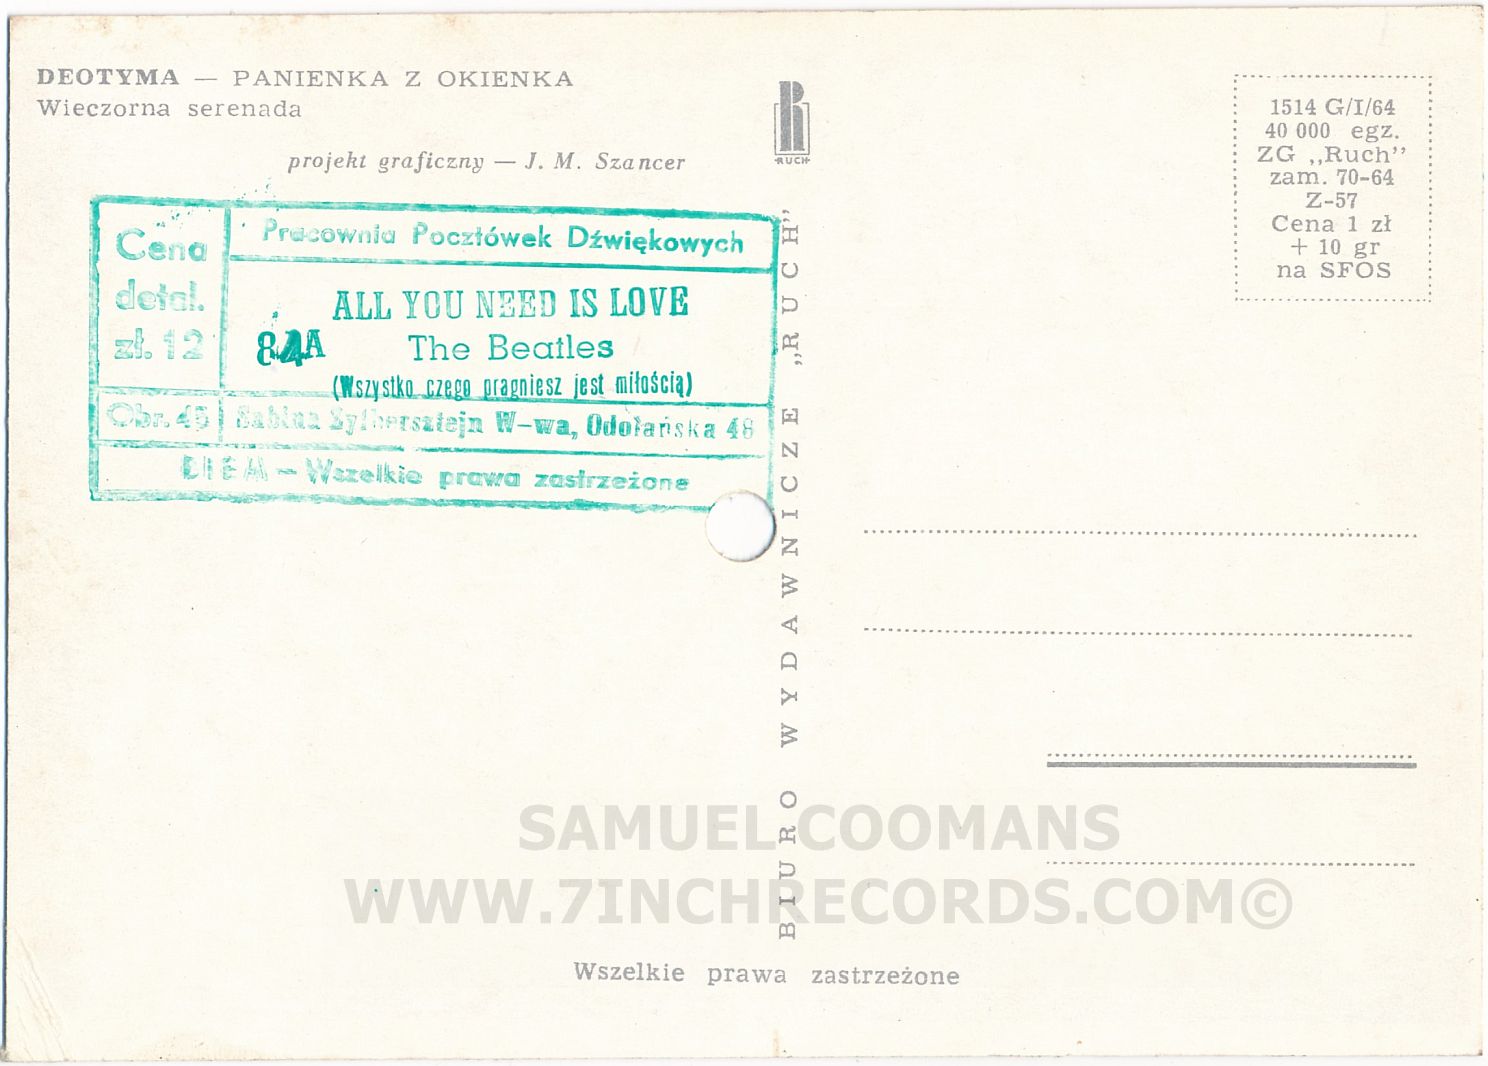 DEOTYMA — PANIENKA Z OKIENKA
Wieczorna serenada
projekt graficzny — J. M. Szancer
RUCH
1514 G/I/64
40 000 egz.
ZG „Ruch”
zam. 70-64
Z-57
Cena 1 zł
+ 10 gr
na SFOS
Cena
detal.
zł. 12
Pracownia Pocztówek Dźwiękowych
ALL YOU NEED IS LOVE
84A The Beatles
(Wszystko czego pragniesz jest miłością)
Obr. 45
Sabina Sylbersztejn W-wa, Odolańska 48
BIEM — Wszelkie prawa zastrzeżone
BIURO WYDAWNICZE „RUCH”
SAMUEL COOMANS
WWW.7INCHRECORDS.COM©
Wszelkie prawa zastrzeżone